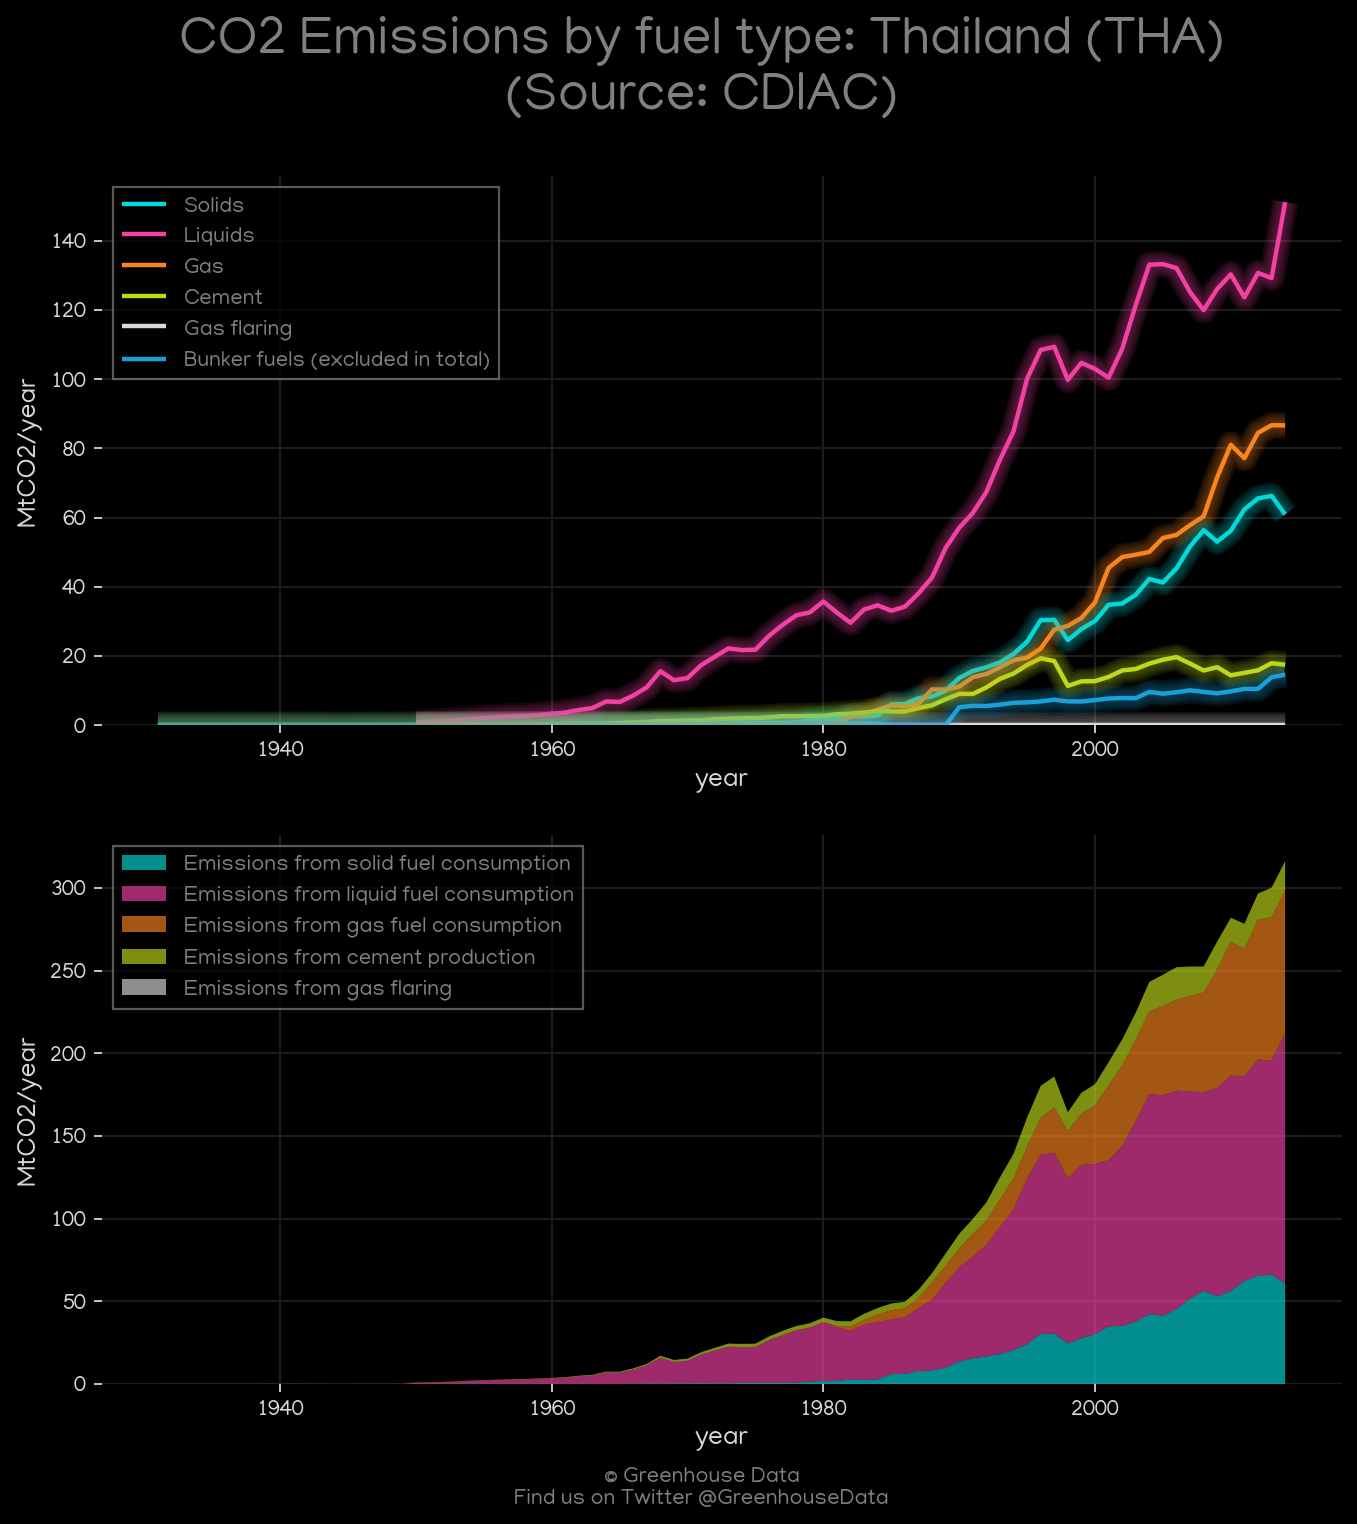 CO2 Emissions by fuel type: Thailand (THA)
(Source: CDIAC)
Solids
Liquids
Gas
Cement
Gas flaring
Bunker fuels (excluded in total)
MtCO2/year
140
120
100
80
60
40
20
0
1940
1960
1980
2000
year
Emissions from solid fuel consumption
Emissions from liquid fuel consumption
Emissions from gas fuel consumption
Emissions from cement production
Emissions from gas flaring
MtCO2/year
300
250
200
150
100
50
0
1940
1960
1980
2000
year
© Greenhouse Data
Find us on Twitter @GreenhouseData